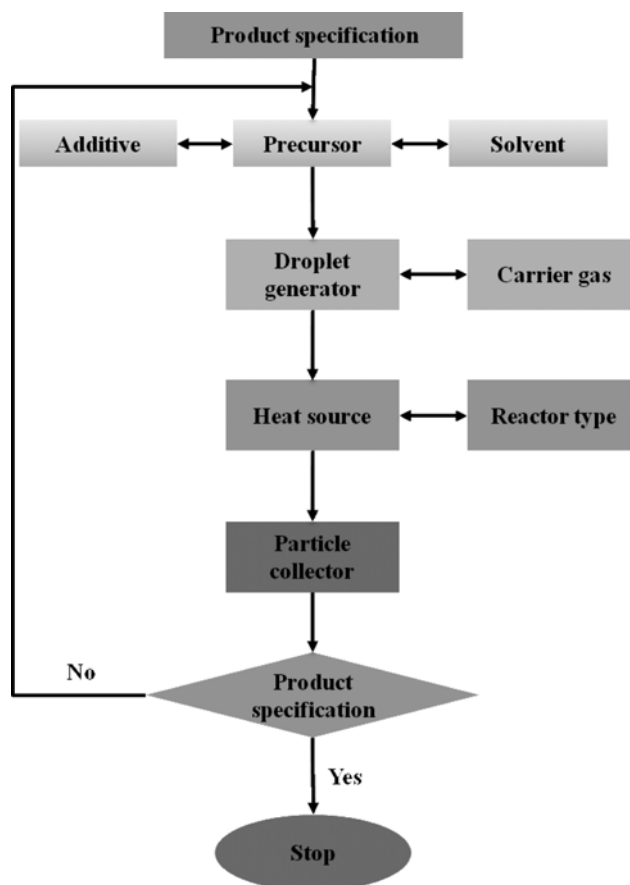 Product specification
Additive
Precursor
Solvent
Droplet
generator
Carrier gas
Heat source
Reactor type
Particle
collector
No
Product
specification
Yes
Stop